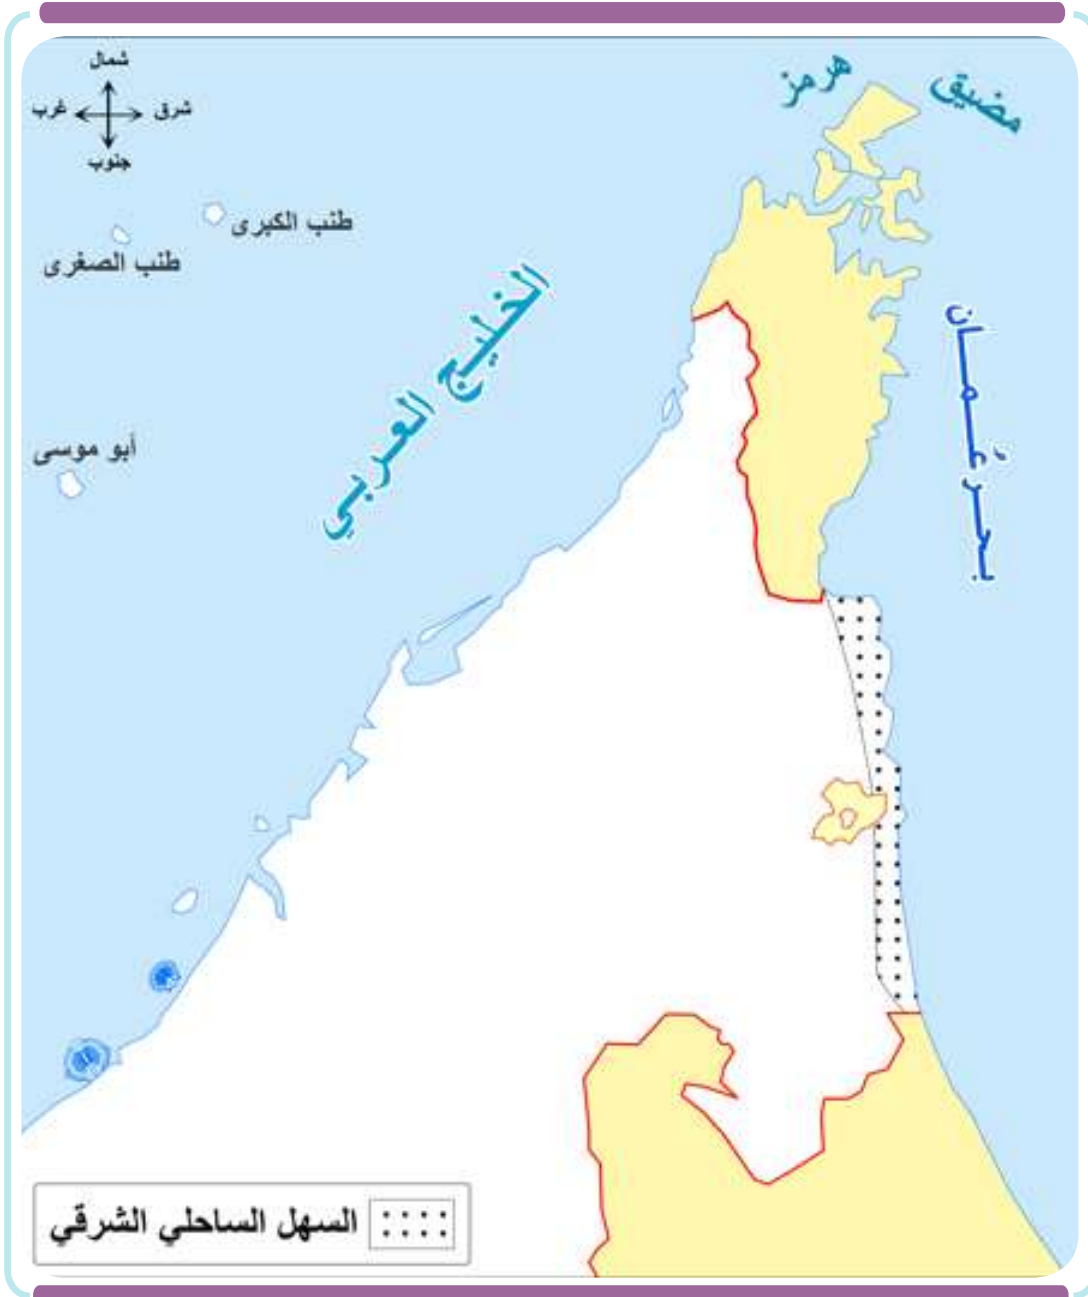 مضيق هرمز
شمال
شرق
غرب
جنوب
طنب الكبرى
طنب الصغرى
الخليج العربي
بحر عُمان
أبو موسى
السهل الساحلي الشرقي